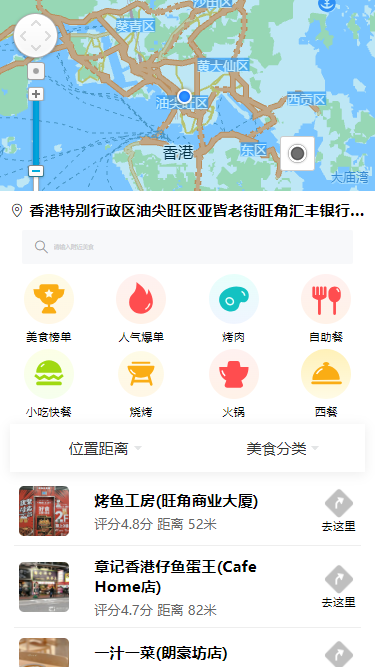 沙田区
葵青区
黄大仙区
油尖旺区
西贡区
香港
东区
大庙湾
香港特别行政区油尖旺区亚皆老街旺角汇丰银行...
请输入附近美食
美食榜单 人气爆单 烤肉 自助餐
小吃快餐 烧烤 火锅 西餐
位置距离 美食分类
烤鱼工房(旺角商业大厦)
评分4.8分 距离 52米
去这里
章记香港仔鱼蛋王(Cafe
Home店)
评分4.7分 距离 82米
去这里
一汁一菜(朗豪坊店)